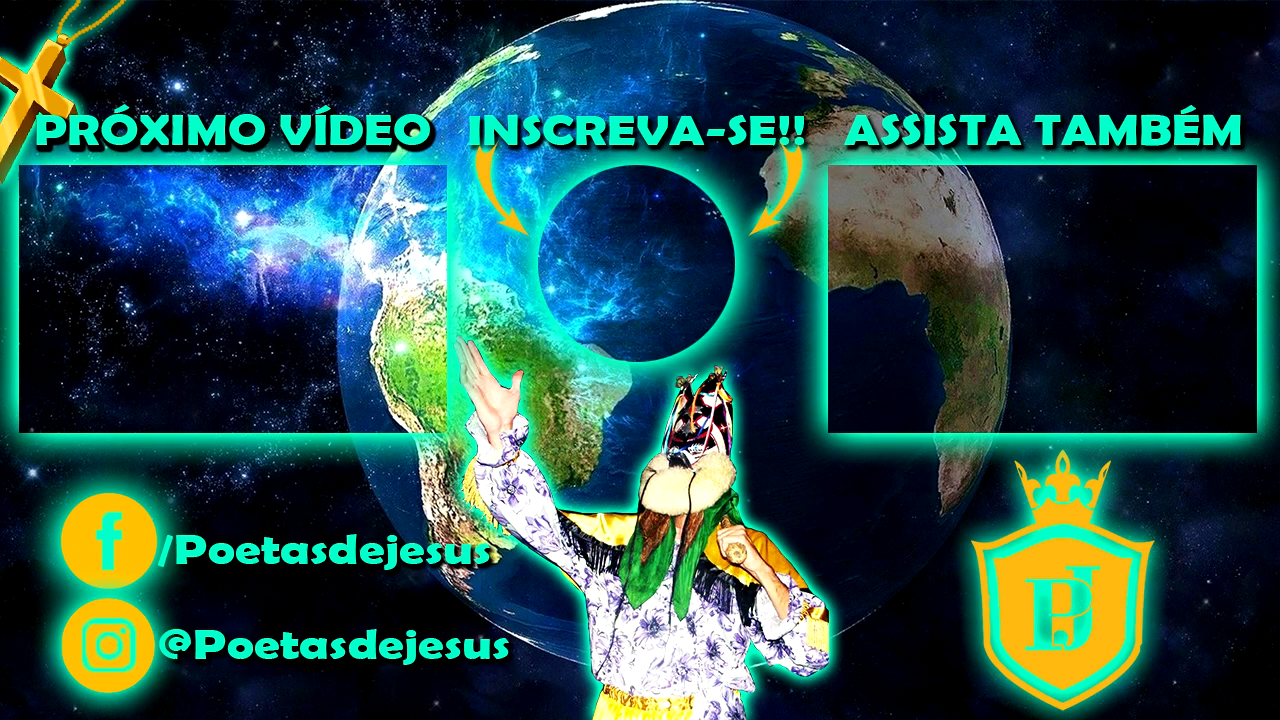 PRÓXIMO VÍDEO
INSCREVA-SE!!
ASSISTA TAMBÉM
/Poetasdejesus
@Poetasdejesus
PJ